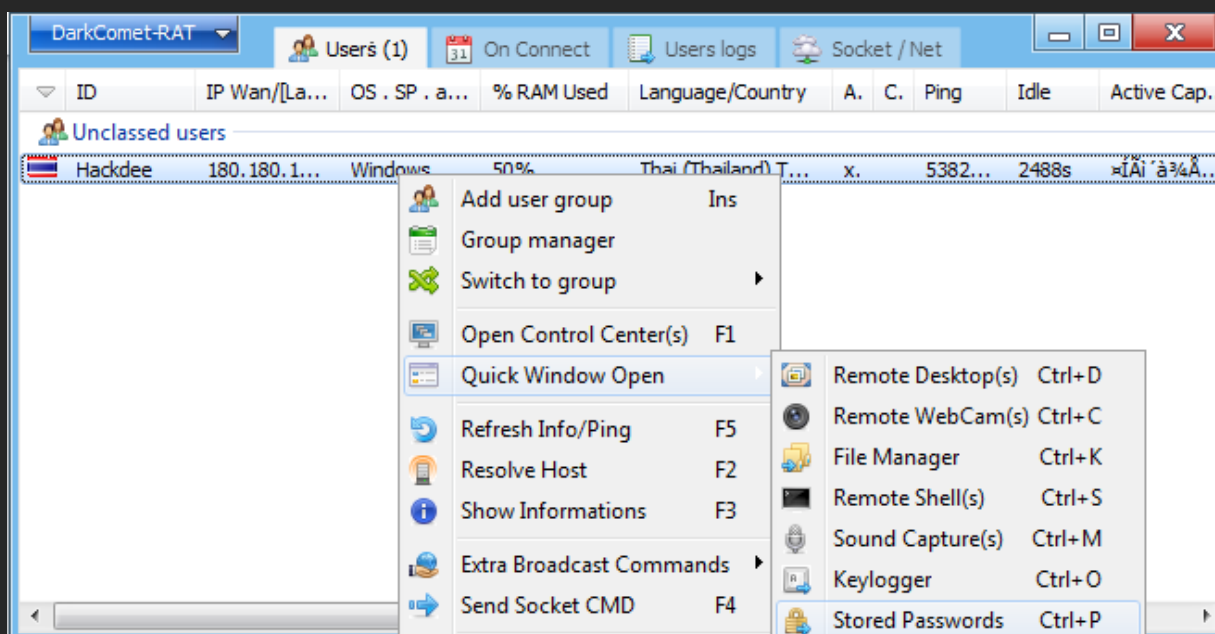 DarkComet-RAT
Users (1)
On Connect
Users logs
Socket / Net
ID IP Wan/[La... OS . SP . a... % RAM Used Language/Country A. C. Ping Idle Active Cap.
Unclassed users
Hackdee 180.180.1... Windows 50% Thai (Thailand) T... x. 5382... 2488s
Add user group Ins
Group manager
Switch to group
Open Control Center(s) F1
Quick Window Open
Refresh Info/Ping F5
Resolve Host F2
Show Informations F3
Extra Broadcast Commands
Send Socket CMD F4
Remote Desktop(s) Ctrl+D
Remote WebCam(s) Ctrl+C
File Manager Ctrl+K
Remote Shell(s) Ctrl+S
Sound Capture(s) Ctrl+M
Keylogger Ctrl+O
Stored Passwords Ctrl+P